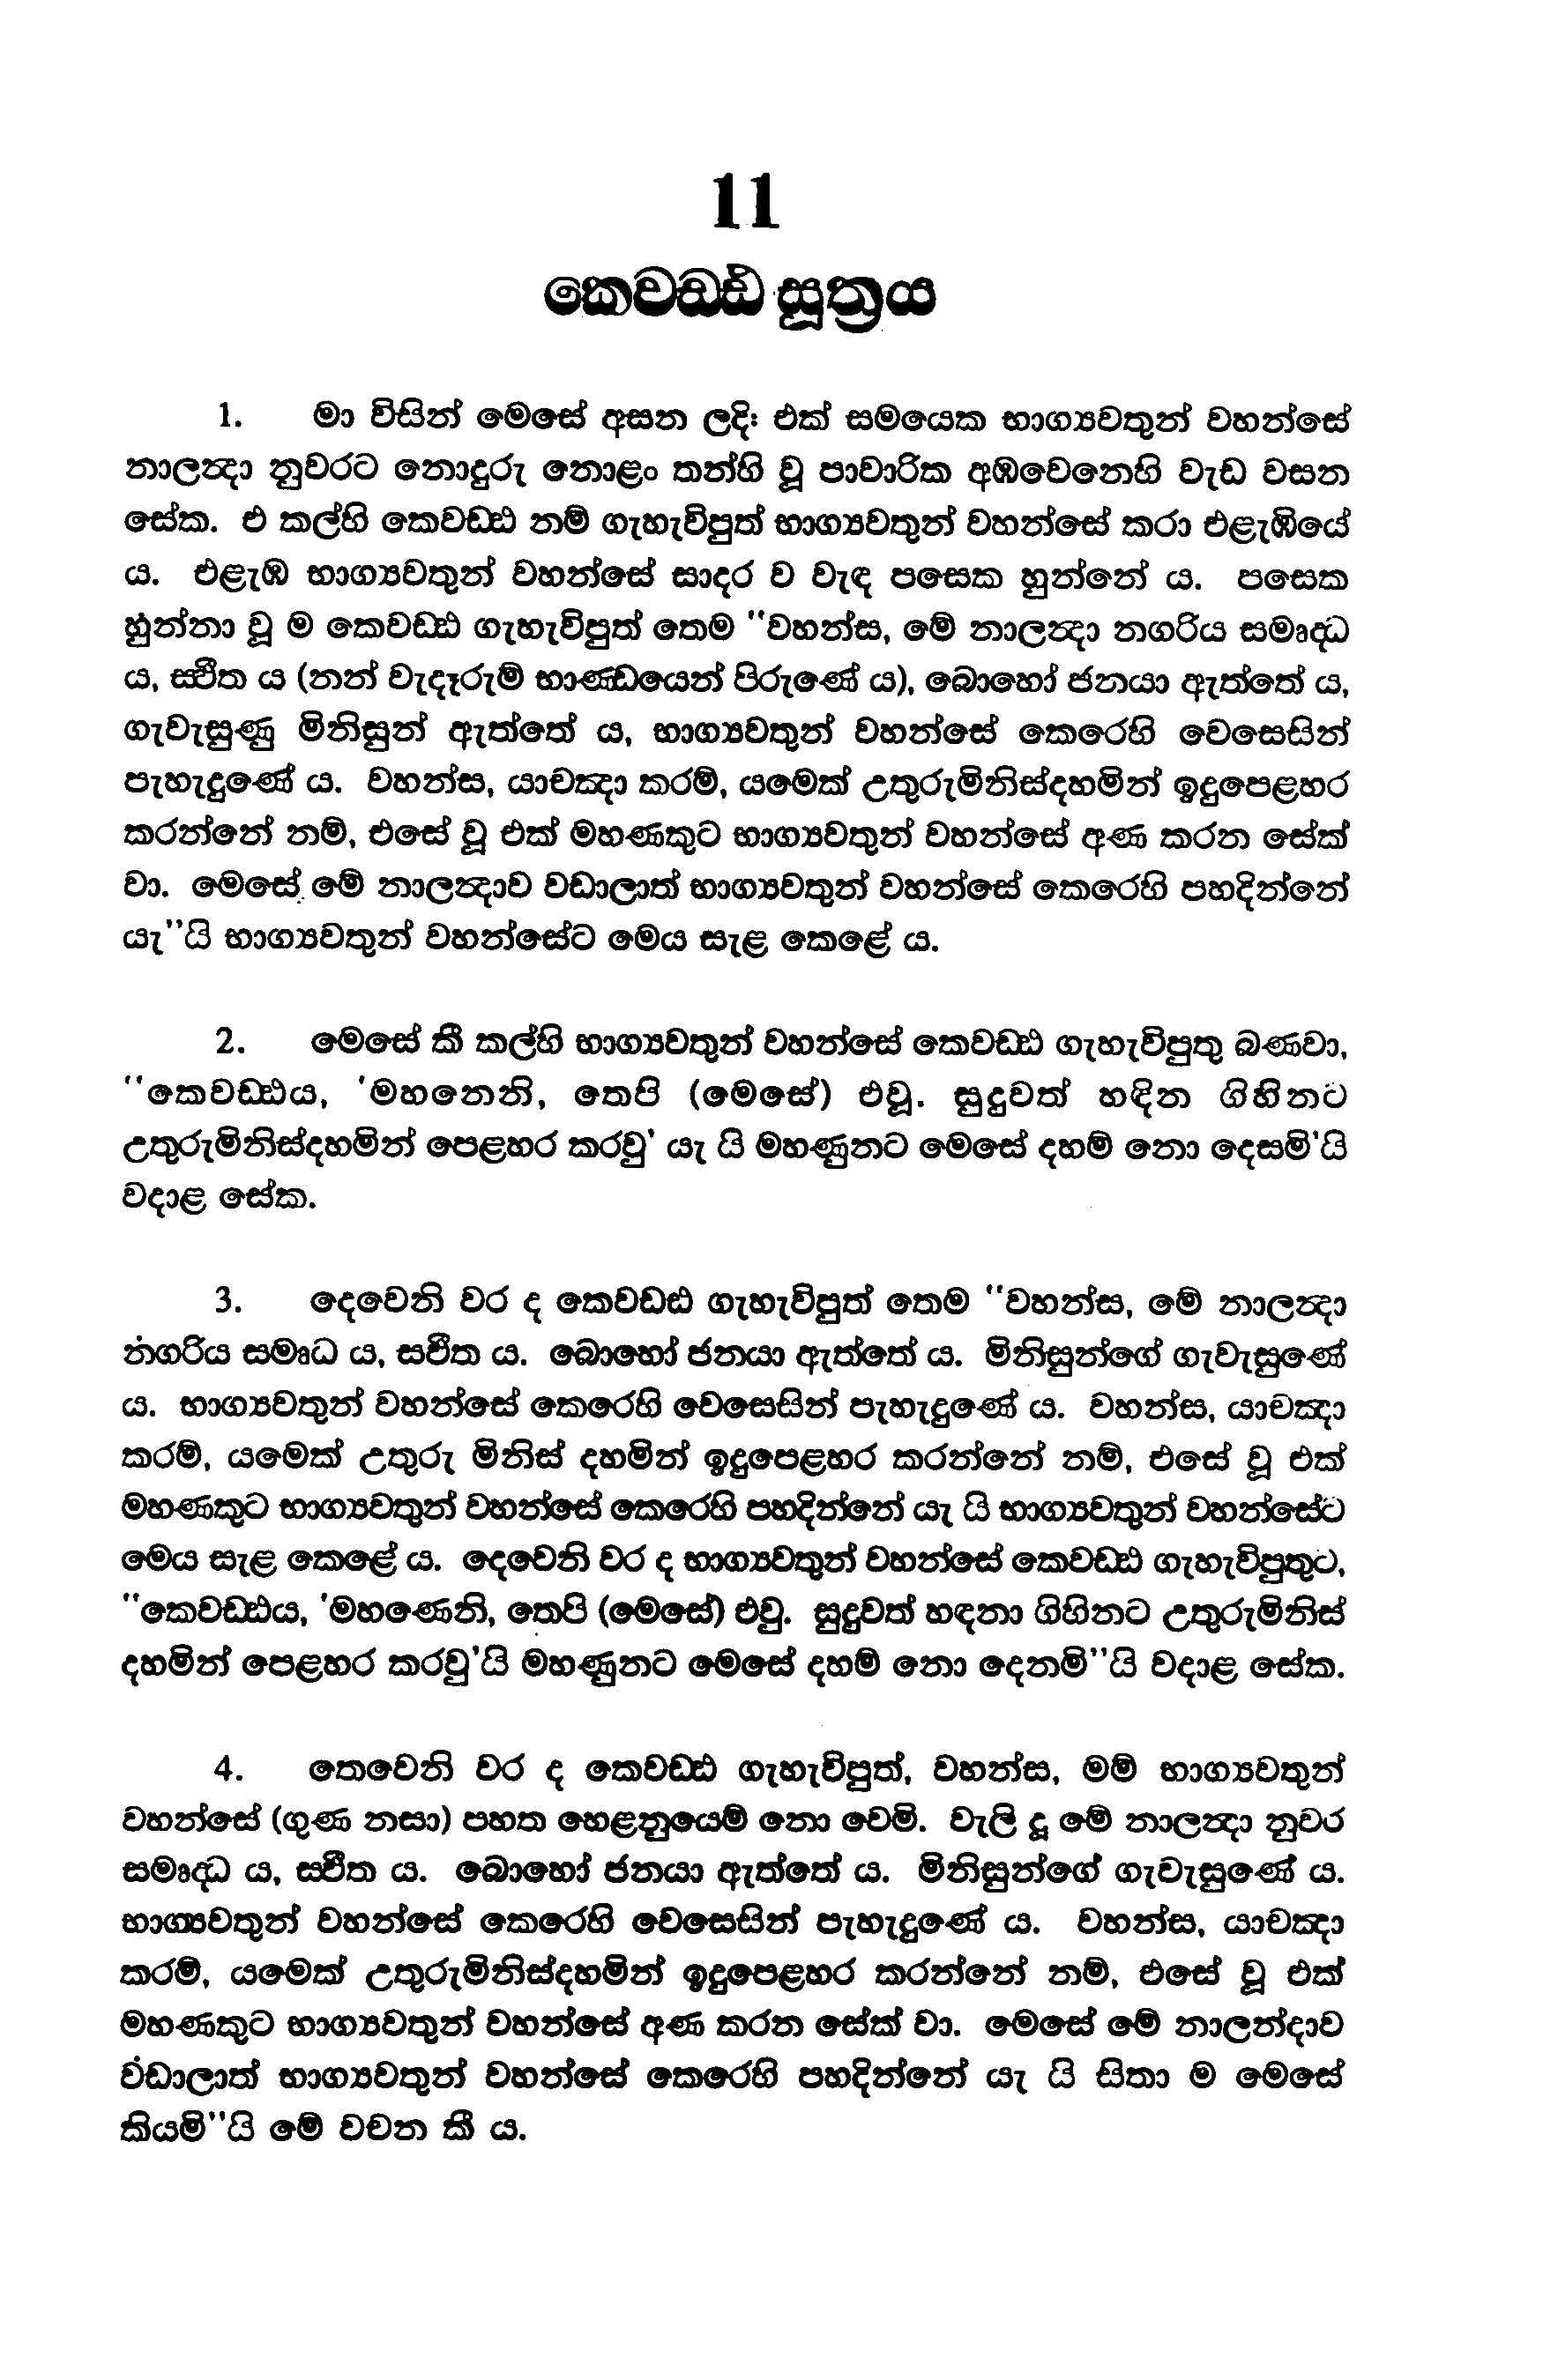 11
කෙවඩ්ඪ සූත්‍රය
1. මා විසින් මෙසේ අසන ලදි: එක් සමයෙක භාග්‍යවතුන් වහන්සේ
නාලන්‍දා නුවරට නොදුරු නොළං තන්හි වූ පාවාරික අඹවෙනෙහි වැඩ වසන
සේක. එ කල්හි කෙවඩ්ඪ නම් ගැහැවිපුත් භාග්‍යවතුන් වහන්සේ කරා එළැඹියේ
ය. එළැඹ භාග්‍යවතුන් වහන්සේ සාදර ව වැඳ පසෙක හුන්නේ ය. පසෙක
හුන්නා වූ ම කෙවඩ්ඪ ගැහැවිපුත් තෙම “වහන්ස, මේ නාලන්‍දා නගරිය සමෘද්ධ
ය, ස්ඵීත ය (නන් වැදෑරුම් භාණ්ඩයෙන් පිරුණේ ය), බොහෝ ජනයා ඇත්තේ ය,
ගැවැසුණු මිනිසුන් ඇත්තේ ය, භාග්‍යවතුන් වහන්සේ කෙරෙහි වෙසෙසින්
පැහැදුණේ ය. වහන්ස, යාචඤා කරම්, යමෙක් උතුරුමිනිස්දහමින් ඉදුපෙළහර
කරන්නේ නම්, එසේ වූ එක් මහණකුට භාග්‍යවතුන් වහන්සේ අණ කරන සේක්
වා. මෙසේ මේ නාලන්‍දාව වඩාලාත් භාග්‍යවතුන් වහන්සේ කෙරෙහි පහදින්නේ
යැ”යි භාග්‍යවතුන් වහන්සේට මෙය සැළ කෙළේ ය.
2. මෙසේ කී කල්හි භාග්‍යවතුන් වහන්සේ කෙවඩ්ඪ ගැහැවිපුතු බණවා,
“කෙවඩ්ඪය, ‘මහනෙනි, තෙපි (මෙසේ) එවූ. සුදුවත් හඳින ගිහිනට
උතුරුමිනිස්දහමින් පෙළහර කරවු’ යැ යි මහණුනට මෙසේ දහම් නො දෙසමි’යි
වදාළ සේක.
3. දෙවෙනි වර ද කෙවඩඪ ගැහැවිපුත් තෙම “වහන්ස, මේ නාලන්‍දා
නගරිය සමෘධ ය, සඵීත ය. බොහෝ ජනයා ඇත්තේ ය. මිනිසුන්ගේ ගැවැසුණේ
ය. භාග්‍යවතුන් වහන්සේ කෙරෙහි වෙසෙසින් පැහැදුණේ ය. වහන්ස, යාචඤා
කරම්, යමෙක් උතුරු මිනිස් දහමින් ඉදුපෙළහර කරන්නේ නම්, එසේ වූ එක්
මහණකුට භාග්‍යවතුන් වහන්සේ කෙරෙහි පහදින්නේ යැ යි භාග්‍යවතුන් වහන්සේට
මෙය සැළ කෙළේ ය. දෙවෙනි වර ද භාග්‍යවතුන් වහන්සේ කෙවඩ්ඪ ගැහැවිපුතුට,
“කෙවඩ්ඪය, ‘මහණෙනි, තෙපි (මෙසේ) එවු. සුදුවත් හඳනා ගිහිනට උතුරුමිනිස්
දහමින් පෙළහර කරවු’යි මහණුනට මෙසේ දහම් නො දෙනමි”යි වදාළ සේක.
4. තෙවෙනි වර ද කෙවඩ්ඪ ගැහැවිපුත්, වහන්ස, මම් භාග්‍යවතුන්
වහන්සේ (ගුණ නසා) පහත හෙළනුයෙම් නො වෙමි. වැලි දූ මේ නාලන්‍දා නුවර
සමෘද්ධ ය, ස්ඵීත ය. බොහෝ ජනයා ඇත්තේ ය. මිනිසුන්ගේ ගැවැසුණේ ය.
භාග්‍යවතුන් වහන්සේ කෙරෙහි වෙසෙසින් පැහැදුණේ ය. වහන්ස, යාචඤා
කරම්, යමෙක් උතුරුමිනිස්දහමින් ඉදුපෙළහර කරන්නේ නම්, එසේ වූ එක්
මහණකුට භාග්‍යවතුන් වහන්සේ අණ කරන සේක් වා. මෙසේ මේ නාලන්දාව
වඩාලාත් භාග්‍යවතුන් වහන්සේ කෙරෙහි පහදින්නේ යැ යි සිතා ම මෙසේ
කියමි”යි මේ වචන කී ය.